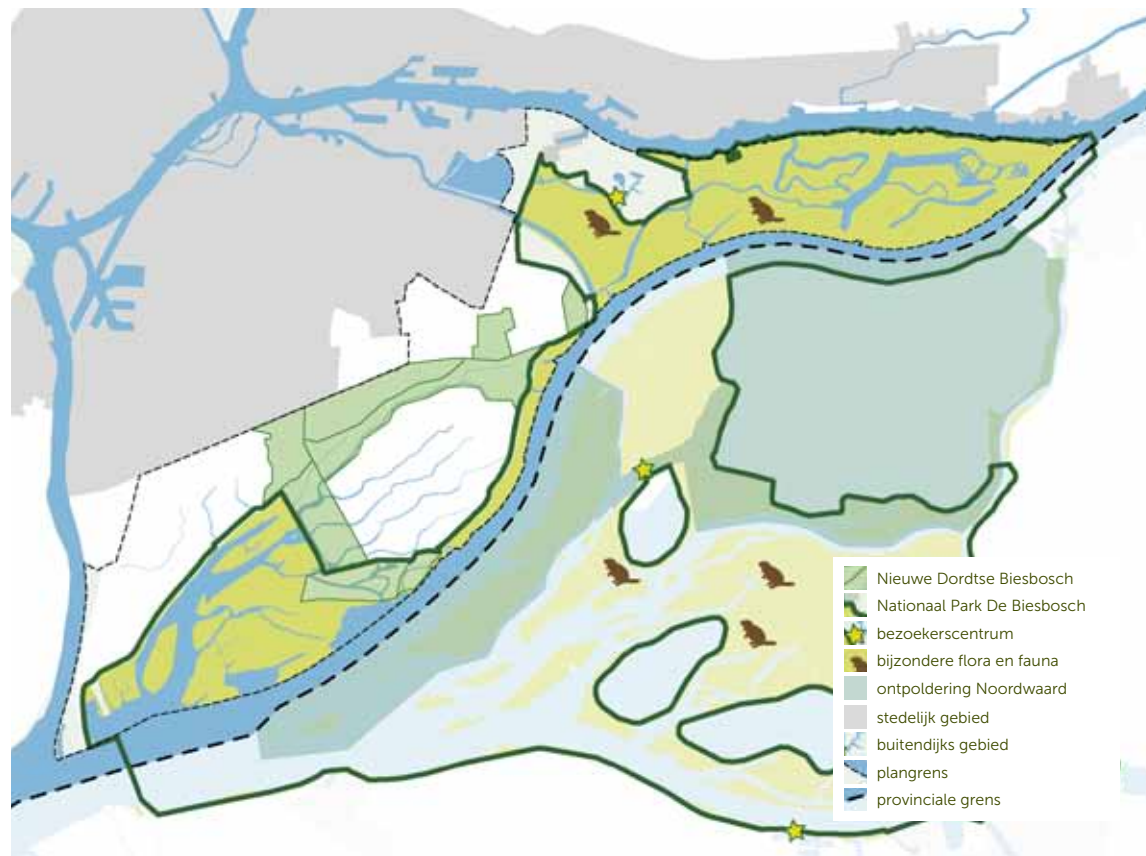 Nieuwe Dordtse Biesbosch
Nationaal Park De Biesbosch
bezoekerscentrum
bijzondere flora en fauna
ontpoldering Noordwaard
stedelijk gebied
buitendijks gebied
plangrens
provinciale grens